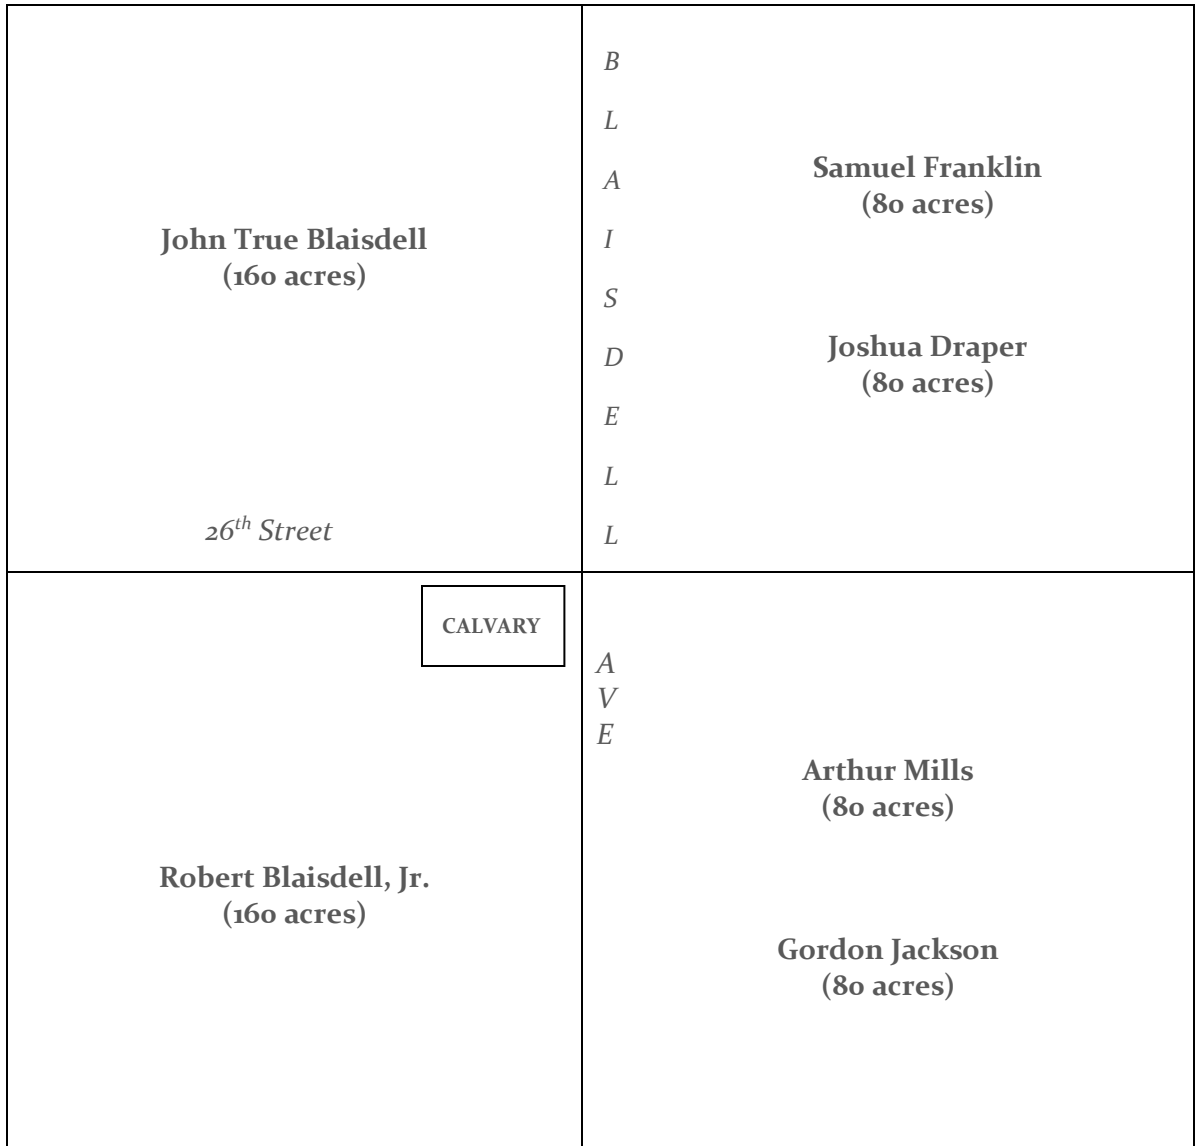 John True Blaisdell
(160 acres)
26th Street
B
L
A
I
S
D
E
L
L
Samuel Franklin
(80 acres)
Joshua Draper
(80 acres)
CALVARY
Robert Blaisdell, Jr.
(160 acres)
A
V
E
Arthur Mills
(80 acres)
Gordon Jackson
(80 acres)